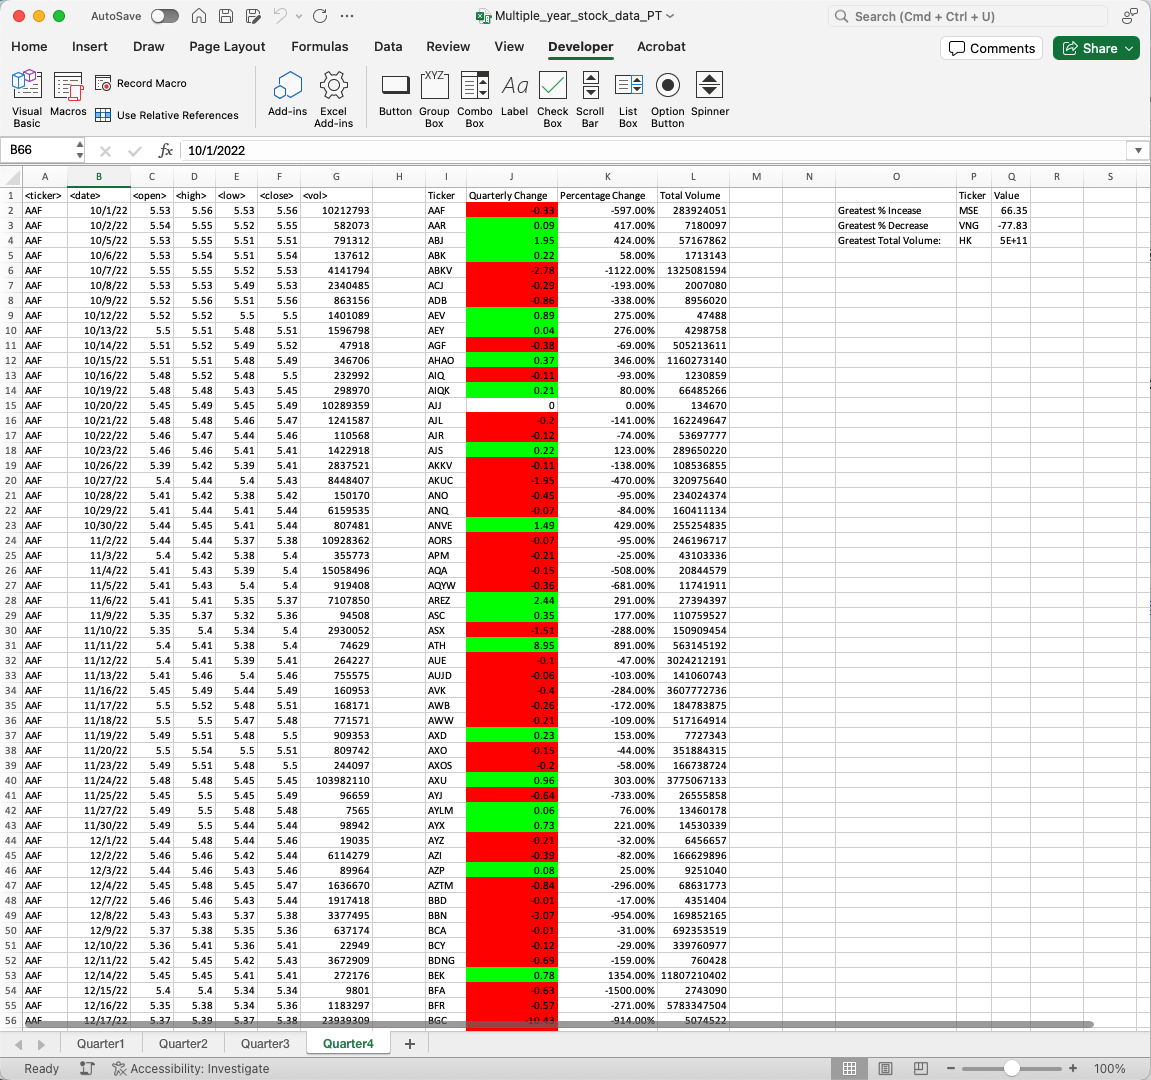 AutoSave
Multiple_year_stock_data_PT
Search (Cmd + Ctrl + U)
Home Insert Draw Page Layout Formulas Data Review View Developer Acrobat
Comments Share
Visual Basic Macros Record Macro Use Relative References Add-ins Excel Add-ins Button Group Box Combo Box Label Check Box Scroll Bar List Box Option Button Spinner
B66 fx 10/1/2022
A B C D E F G H I J K L M N O P Q R S
1 <ticker> <date> <open> <high> <low> <close> <vol> Ticker Quarterly Change Percentage Change Total Volume Ticker Value
2 AAF 10/1/22 5.53 5.56 5.53 5.56 10212793 AAF -0.33 -597.00% 283924051 Greatest % Incease MSE 66.35
3 AAF 10/2/22 5.54 5.55 5.52 5.55 582073 AAR 0.09 417.00% 7180097 Greatest % Decrease VNG -77.83
4 AAF 10/5/22 5.53 5.55 5.51 5.51 791312 ABJ 1.95 424.00% 57167862 Greatest Total Volume: HK 5E+11
5 AAF 10/6/22 5.53 5.54 5.51 5.54 137612 ABK 0.22 58.00% 1713143
6 AAF 10/7/22 5.55 5.55 5.52 5.53 4141794 ABKV -2.78 -1122.00% 1325081594
7 AAF 10/8/22 5.53 5.53 5.49 5.53 2340485 ACJ -0.29 -193.00% 2007080
8 AAF 10/9/22 5.52 5.56 5.51 5.56 863156 ADB -0.86 -338.00% 8956020
9 AAF 10/12/22 5.52 5.52 5.5 5.5 1401089 AEV 0.89 275.00% 47488
10 AAF 10/13/22 5.5 5.51 5.48 5.51 1596798 AEY 0.04 276.00% 4298758
11 AAF 10/14/22 5.51 5.52 5.49 5.52 47918 AGF -0.38 -69.00% 505213611
12 AAF 10/15/22 5.51 5.51 5.48 5.49 346706 AHAO 0.37 346.00% 1160273140
13 AAF 10/16/22 5.48 5.52 5.48 5.5 232992 AIQ -0.11 -93.00% 1230859
14 AAF 10/19/22 5.48 5.48 5.43 5.5 298970 AIQK 0.21 80.00% 66485266
15 AAF 10/20/22 5.45 5.49 5.45 5.49 10289359 AJJ 0 0.00% 134670
16 AAF 10/21/22 5.48 5.48 5.46 5.47 1241587 AJL -0.2 -141.00% 162249647
17 AAF 10/22/22 5.46 5.47 5.44 5.46 110568 AJR -0.12 -74.00% 53697777
18 AAF 10/23/22 5.46 5.46 5.41 5.41 1422918 AJS 0.22 123.00% 289650220
19 AAF 10/26/22 5.39 5.42 5.39 5.41 2837521 AKKV -0.11 -138.00% 108536855
20 AAF 10/27/22 5.4 5.44 5.4 5.43 8448407 AKUC -1.95 -470.00% 320975640
21 AAF 10/28/22 5.41 5.42 5.38 5.42 150170 ANO -0.45 -95.00% 234024374
22 AAF 10/29/22 5.41 5.44 5.41 5.44 6159535 ANQ -0.07 -84.00% 160411134
23 AAF 10/30/22 5.44 5.45 5.41 5.44 807481 ANVE 1.49 429.00% 255254835
24 AAF 11/2/22 5.44 5.44 5.37 5.38 10928362 AORS -0.07 -95.00% 246196717
25 AAF 11/3/22 5.4 5.42 5.38 5.4 355773 APM -0.21 -25.00% 43103336
26 AAF 11/4/22 5.41 5.43 5.39 5.4 15058496 AQA -0.15 -508.00% 20844579
27 AAF 11/5/22 5.41 5.43 5.4 5.4 919408 AQYW -0.36 -681.00% 11741911
28 AAF 11/6/22 5.41 5.41 5.35 5.37 7107850 AREZ 2.44 291.00% 27394397
29 AAF 11/9/22 5.35 5.37 5.32 5.36 94508 ASC 0.35 177.00% 110759527
30 AAF 11/10/22 5.35 5.4 5.34 5.4 2930052 ASX -1.51 -288.00% 150909454
31 AAF 11/11/22 5.4 5.41 5.38 5.4 74629 ATH 8.95 891.00% 563145192
32 AAF 11/12/22 5.4 5.41 5.39 5.41 264227 AUE -0.1 -47.00% 3024212191
33 AAF 11/13/22 5.41 5.46 5.4 5.46 755575 AUJD -0.06 -103.00% 141060743
34 AAF 11/16/22 5.45 5.49 5.44 5.49 160953 AVK -0.4 -284.00% 3607772736
35 AAF 11/17/22 5.5 5.52 5.48 5.51 168171 AWB -0.26 -172.00% 184783875
36 AAF 11/18/22 5.5 5.5 5.47 5.48 771571 AWW -0.21 -109.00% 517164914
37 AAF 11/19/22 5.49 5.51 5.48 5.5 909353 AXD 0.23 153.00% 7727343
38 AAF 11/20/22 5.5 5.54 5.5 5.51 809742 AXO -0.15 -44.00% 351884315
39 AAF 11/23/22 5.49 5.51 5.48 5.5 244097 AXOS -0.2 -58.00% 166738724
40 AAF 11/24/22 5.48 5.48 5.45 5.45 103982110 AXU 0.96 303.00% 3775067133
41 AAF 11/25/22 5.45 5.5 5.45 5.49 96659 AYJ -0.64 -733.00% 26555858
42 AAF 11/27/22 5.49 5.5 5.48 5.48 7565 AYLM 0.06 76.00% 13460178
43 AAF 11/30/22 5.49 5.5 5.44 5.44 98942 AYX 0.73 221.00% 14530339
44 AAF 12/1/22 5.44 5.48 5.44 5.46 19035 AYZ -0.21 -32.00% 6456657
45 AAF 12/2/22 5.46 5.46 5.42 5.44 6114279 AZI -0.39 -82.00% 166629896
46 AAF 12/3/22 5.44 5.46 5.43 5.46 89964 AZP 0.08 25.00% 9251040
47 AAF 12/4/22 5.45 5.48 5.45 5.47 1636670 AZTM -0.84 -296.00% 68631773
48 AAF 12/7/22 5.46 5.46 5.43 5.44 1917418 BBD -0.01 -17.00% 4351404
49 AAF 12/8/22 5.43 5.43 5.37 5.38 3377495 BBN -3.07 -954.00% 169852165
50 AAF 12/9/22 5.37 5.38 5.35 5.36 637174 BCA -0.01 -31.00% 692353519
51 AAF 12/10/22 5.36 5.41 5.36 5.41 22949 BCY -0.12 -29.00% 339760977
52 AAF 12/11/22 5.42 5.45 5.42 5.43 3672909 BDNG -0.69 -159.00% 760428
53 AAF 12/14/22 5.45 5.45 5.41 5.41 272176 BEK 0.78 1354.00% 11807210402
54 AAF 12/15/22 5.4 5.4 5.34 5.34 9801 BFA -0.63 -1500.00% 2743090
55 AAF 12/16/22 5.35 5.38 5.34 5.36 1183297 BFR -0.57 -271.00% 5783347504
56 AAF 12/17/22 5.37 5.39 5.37 5.38 23939309 BGC -10.43 -914.00% 5074522
Quarter1 Quarter2 Quarter3 Quarter4 +
Ready Accessibility: Investigate 100%